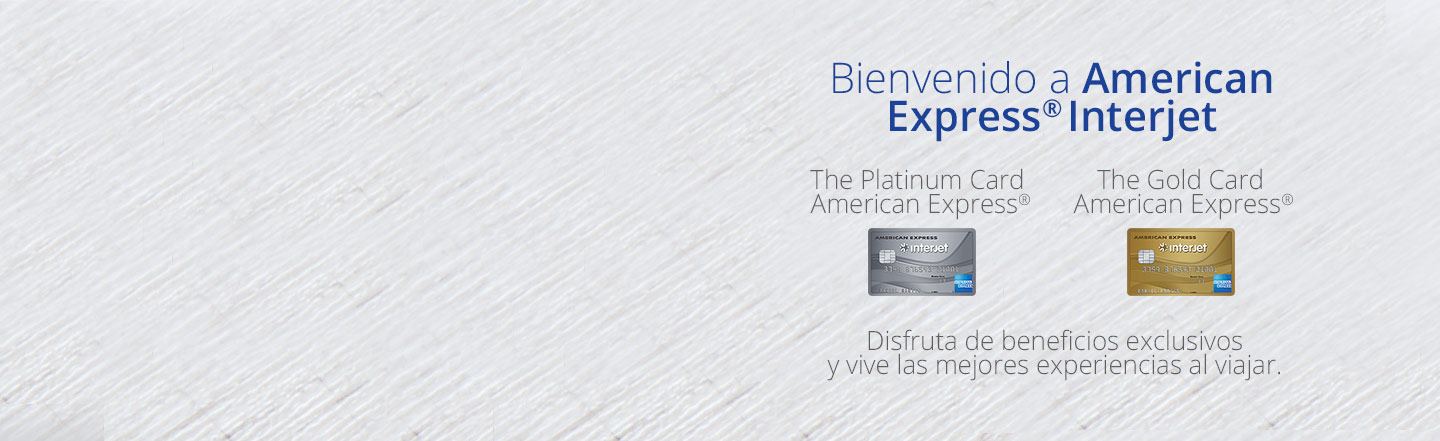 Bienvenido a American
Express® Interjet
The Platinum Card
American Express®
The Gold Card
American Express®
AMERICAN EXPRESS
interjet
AMERICAN EXPRESS
interjet
Disfruta de beneficios exclusivos
y vive las mejores experiencias al viajar.